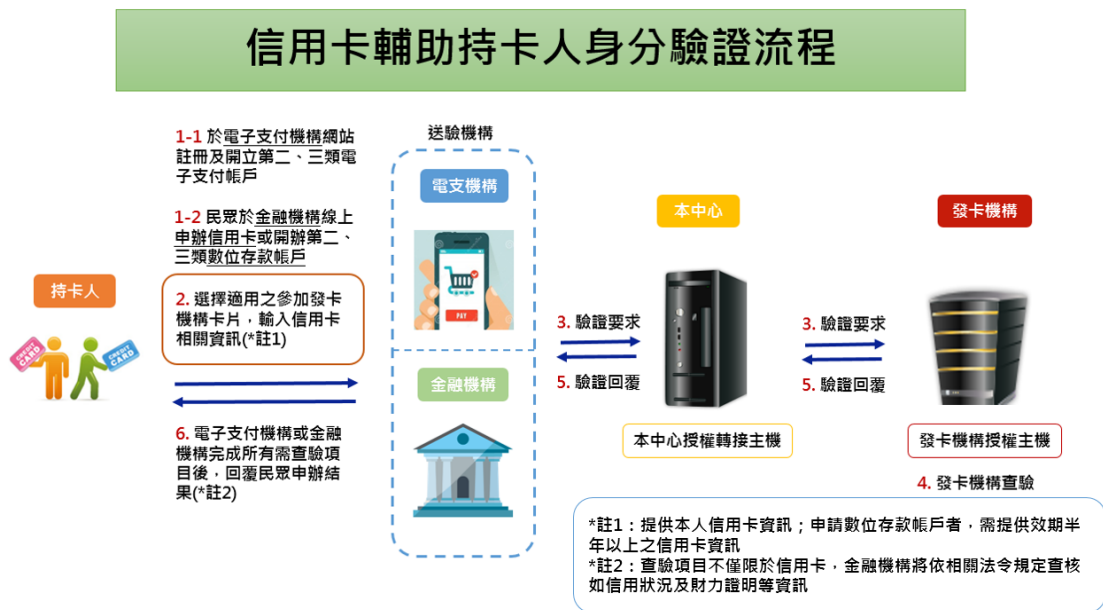 信用卡輔助持卡人身分驗證流程
1-1 於電子支付機構網站
註冊及開立第二、三類電
子支付帳戶
1-2 民眾於金融機構線上
申辦信用卡或開辦第二、
三類數位存款帳戶
持卡人
CREDIT CARD
CREDIT CARD
2. 選擇適用之參加發卡
機構卡片，輸入信用卡
相關資訊(*註1)
6. 電子支付機構或金融
機構完成所有需查驗項
目後，回覆民眾申辦結
果(*註2)
送驗機構
電支機構
PAY
金融機構
3. 驗證要求
5. 驗證回覆
本中心
本中心授權轉接主機
3. 驗證要求
5. 驗證回覆
發卡機構
發卡機構授權主機
4. 發卡機構查驗
*註1：提供本人信用卡資訊；申請數位存款帳戶者，需提供效期半
年以上之信用卡資訊
*註2：查驗項目不僅限於信用卡，金融機構將依相關法令規定查核
如信用狀況及財力證明等資訊